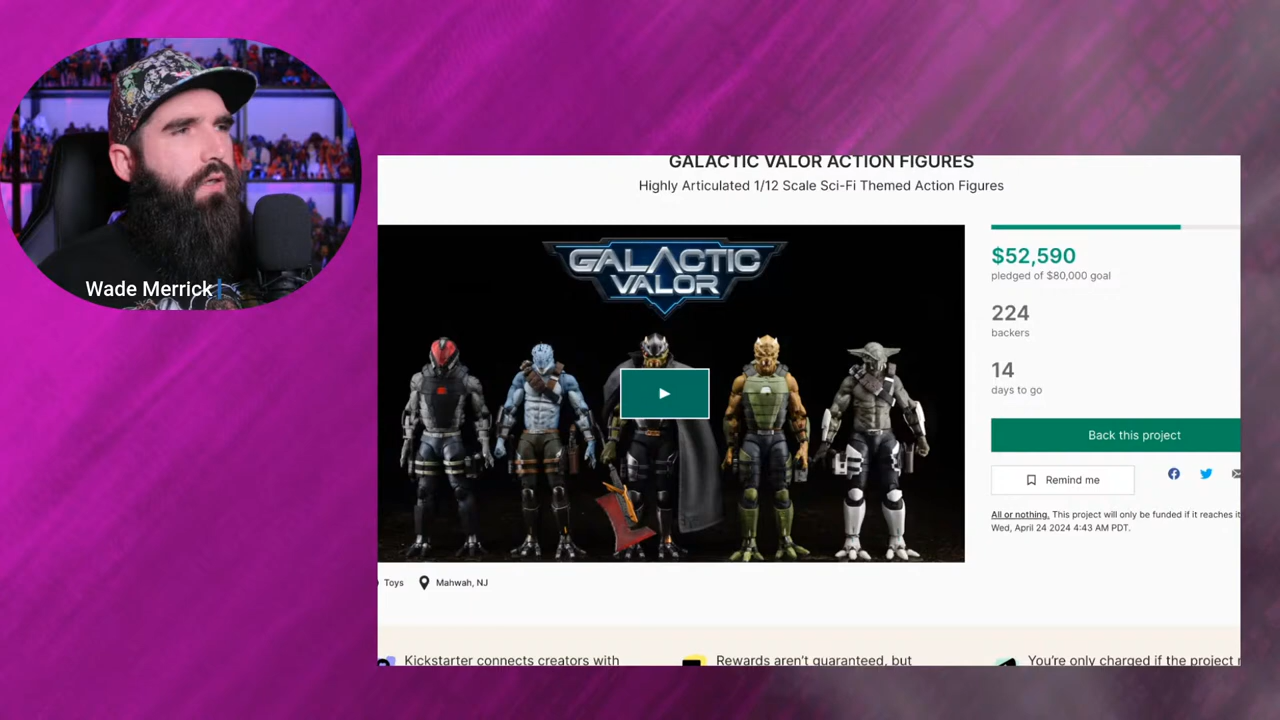 Wade Merrick
GALACTIC VALOR ACTION FIGURES
Highly Articulated 1/12 Scale Sci-Fi Themed Action Figures
GALACTIC
VALOR
$52,590
pledged of $80,000 goal
224
backers
14
days to go
Back this project
Remind me
All or nothing. This project will only be funded if it reaches it
Wed, April 24 2024 4:43 AM PDT.
Toys
Mahwah, NJ
Kickstarter connects creators with
Rewards aren't guaranteed, but
You're only charged if the project